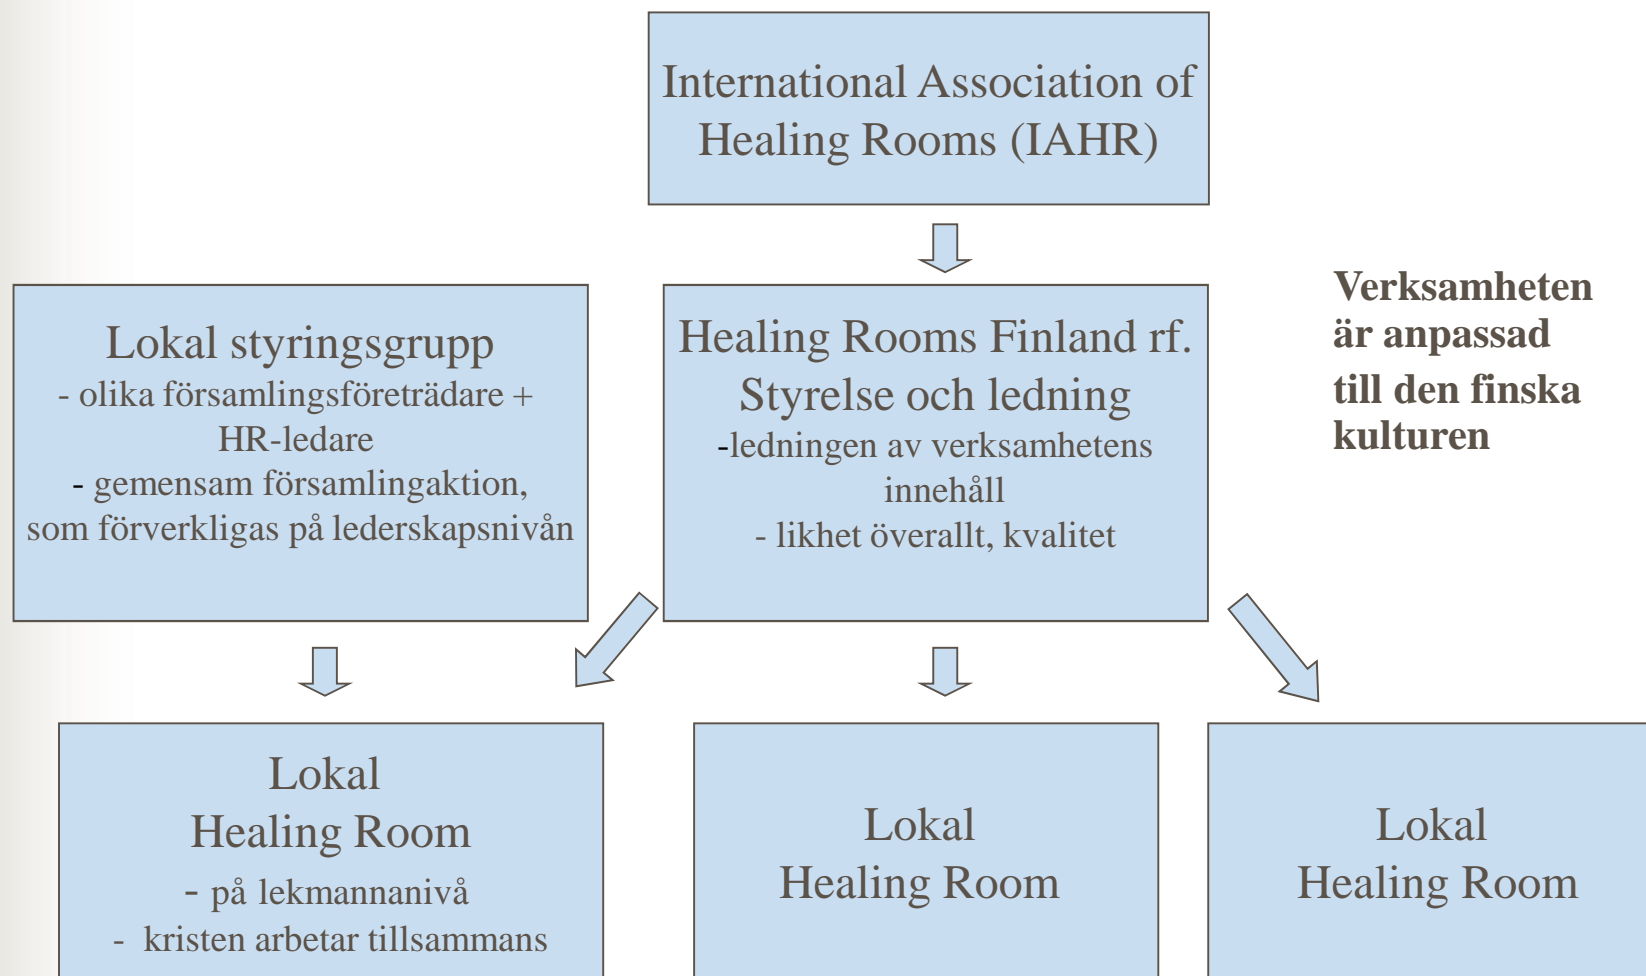 International Association of
Healing Rooms (IAHR)
Lokal styringsgrupp
- olika församlingsföreträdare +
HR-ledare
- gemensam församlingaktion,
som förverkligas på lederskapsnivån
Healing Rooms Finland rf.
Styrelse och ledning
-ledningen av verksamhetens
innehåll
- likhet överallt, kvalitet
Verksamheten
är anpassad
till den finska
kulturen
Lokal
Healing Room
- på lekmannanivå
- kristen arbetar tillsammans
Lokal
Healing Room
Lokal
Healing Room